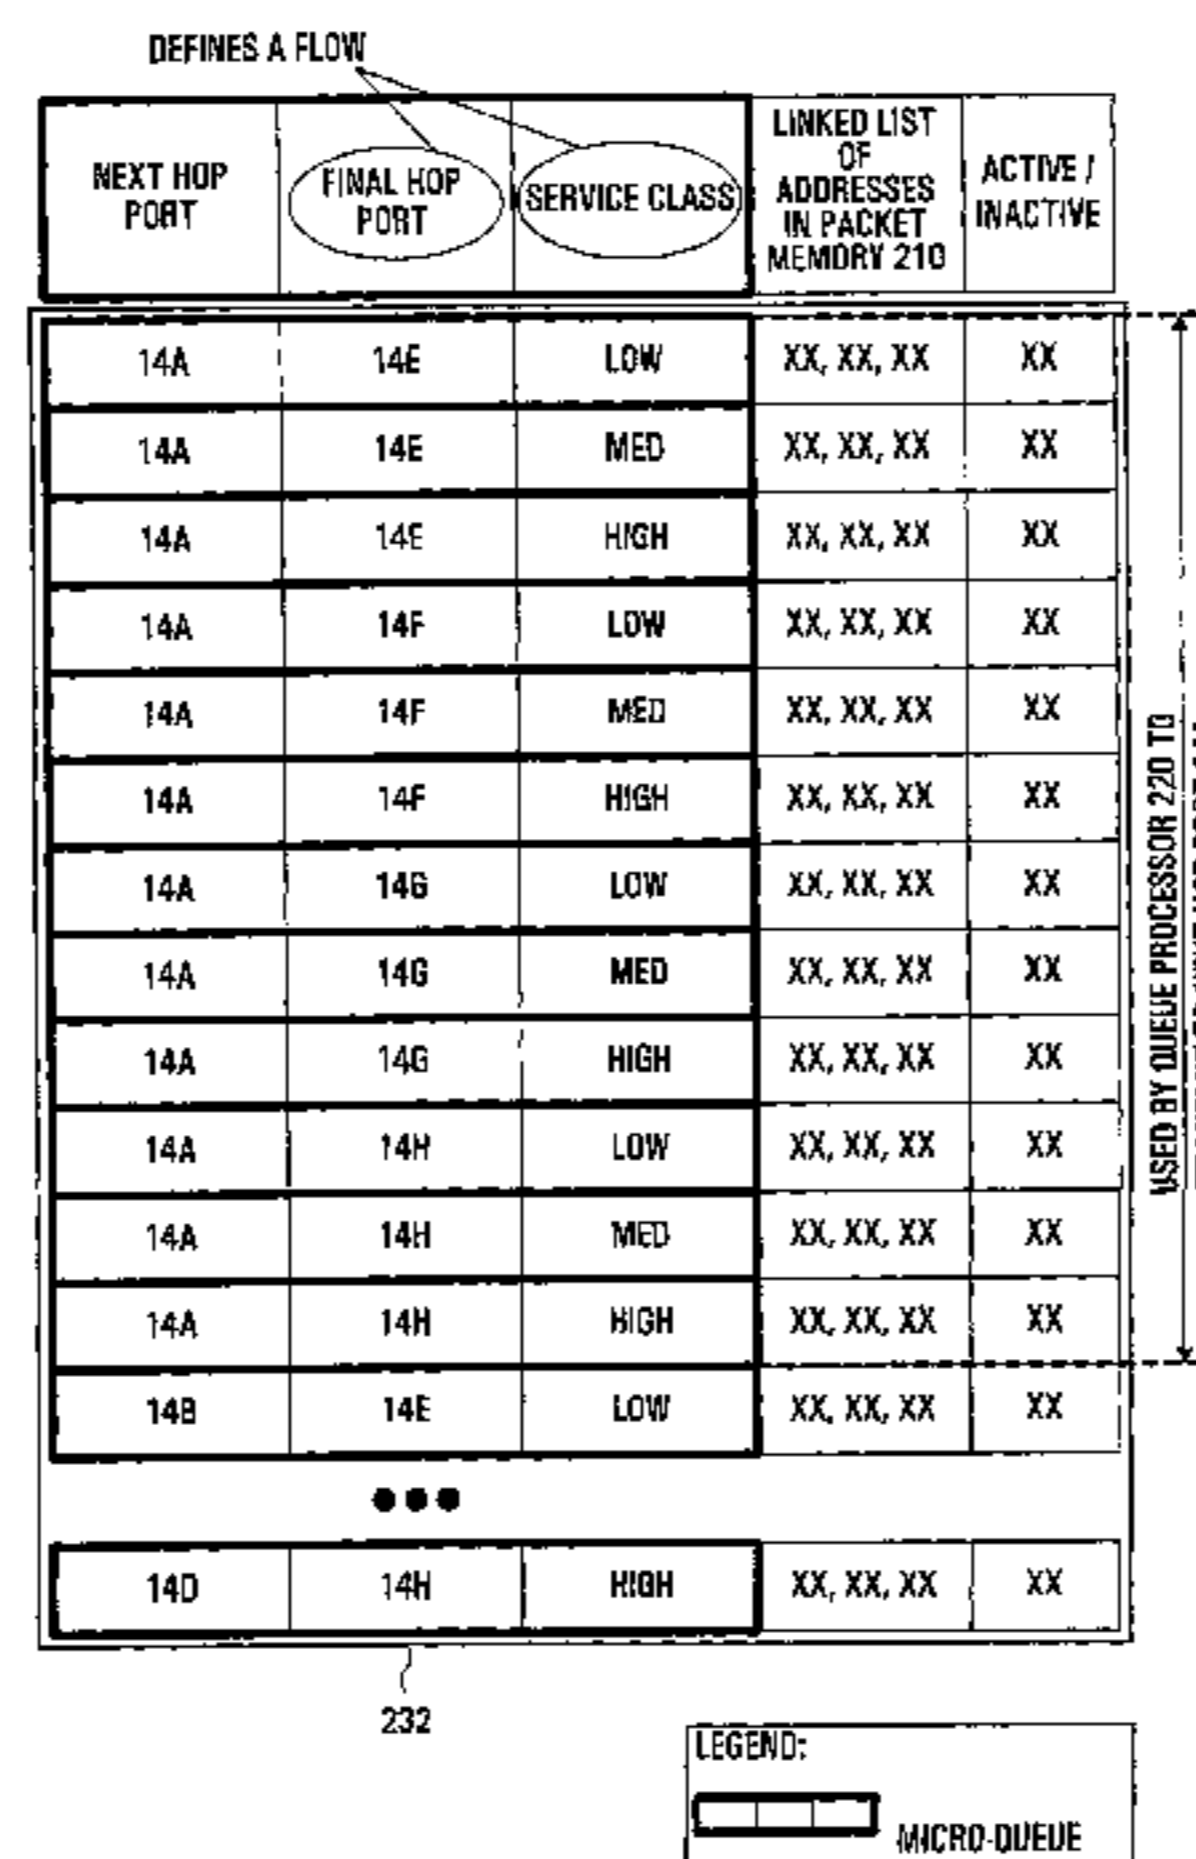 DEFINES A FLOW
NEXT HOP PORT | FINAL HOP PORT | SERVICE CLASS | LINKED LIST OF ADDRESSES IN PACKET MEMORY 210 | ACTIVE / INACTIVE
14A | 14E | LOW | XX, XX, XX | XX
14A | 14E | MED | XX, XX, XX | XX
14A | 14E | HIGH | XX, XX, XX | XX
14A | 14F | LOW | XX, XX, XX | XX
14A | 14F | MED | XX, XX, XX | XX
14A | 14F | HIGH | XX, XX, XX | XX
14A | 14G | LOW | XX, XX, XX | XX
14A | 14G | MED | XX, XX, XX | XX
14A | 14G | HIGH | XX, XX, XX | XX
14A | 14H | LOW | XX, XX, XX | XX
14A | 14H | MED | XX, XX, XX | XX
14A | 14H | HIGH | XX, XX, XX | XX
14B | 14E | LOW | XX, XX, XX | XX
14D | 14H | HIGH | XX, XX, XX | XX
USED BY QUEUE PROCESSOR 220 TO
232
LEGEND:
MICRO-QUEUE